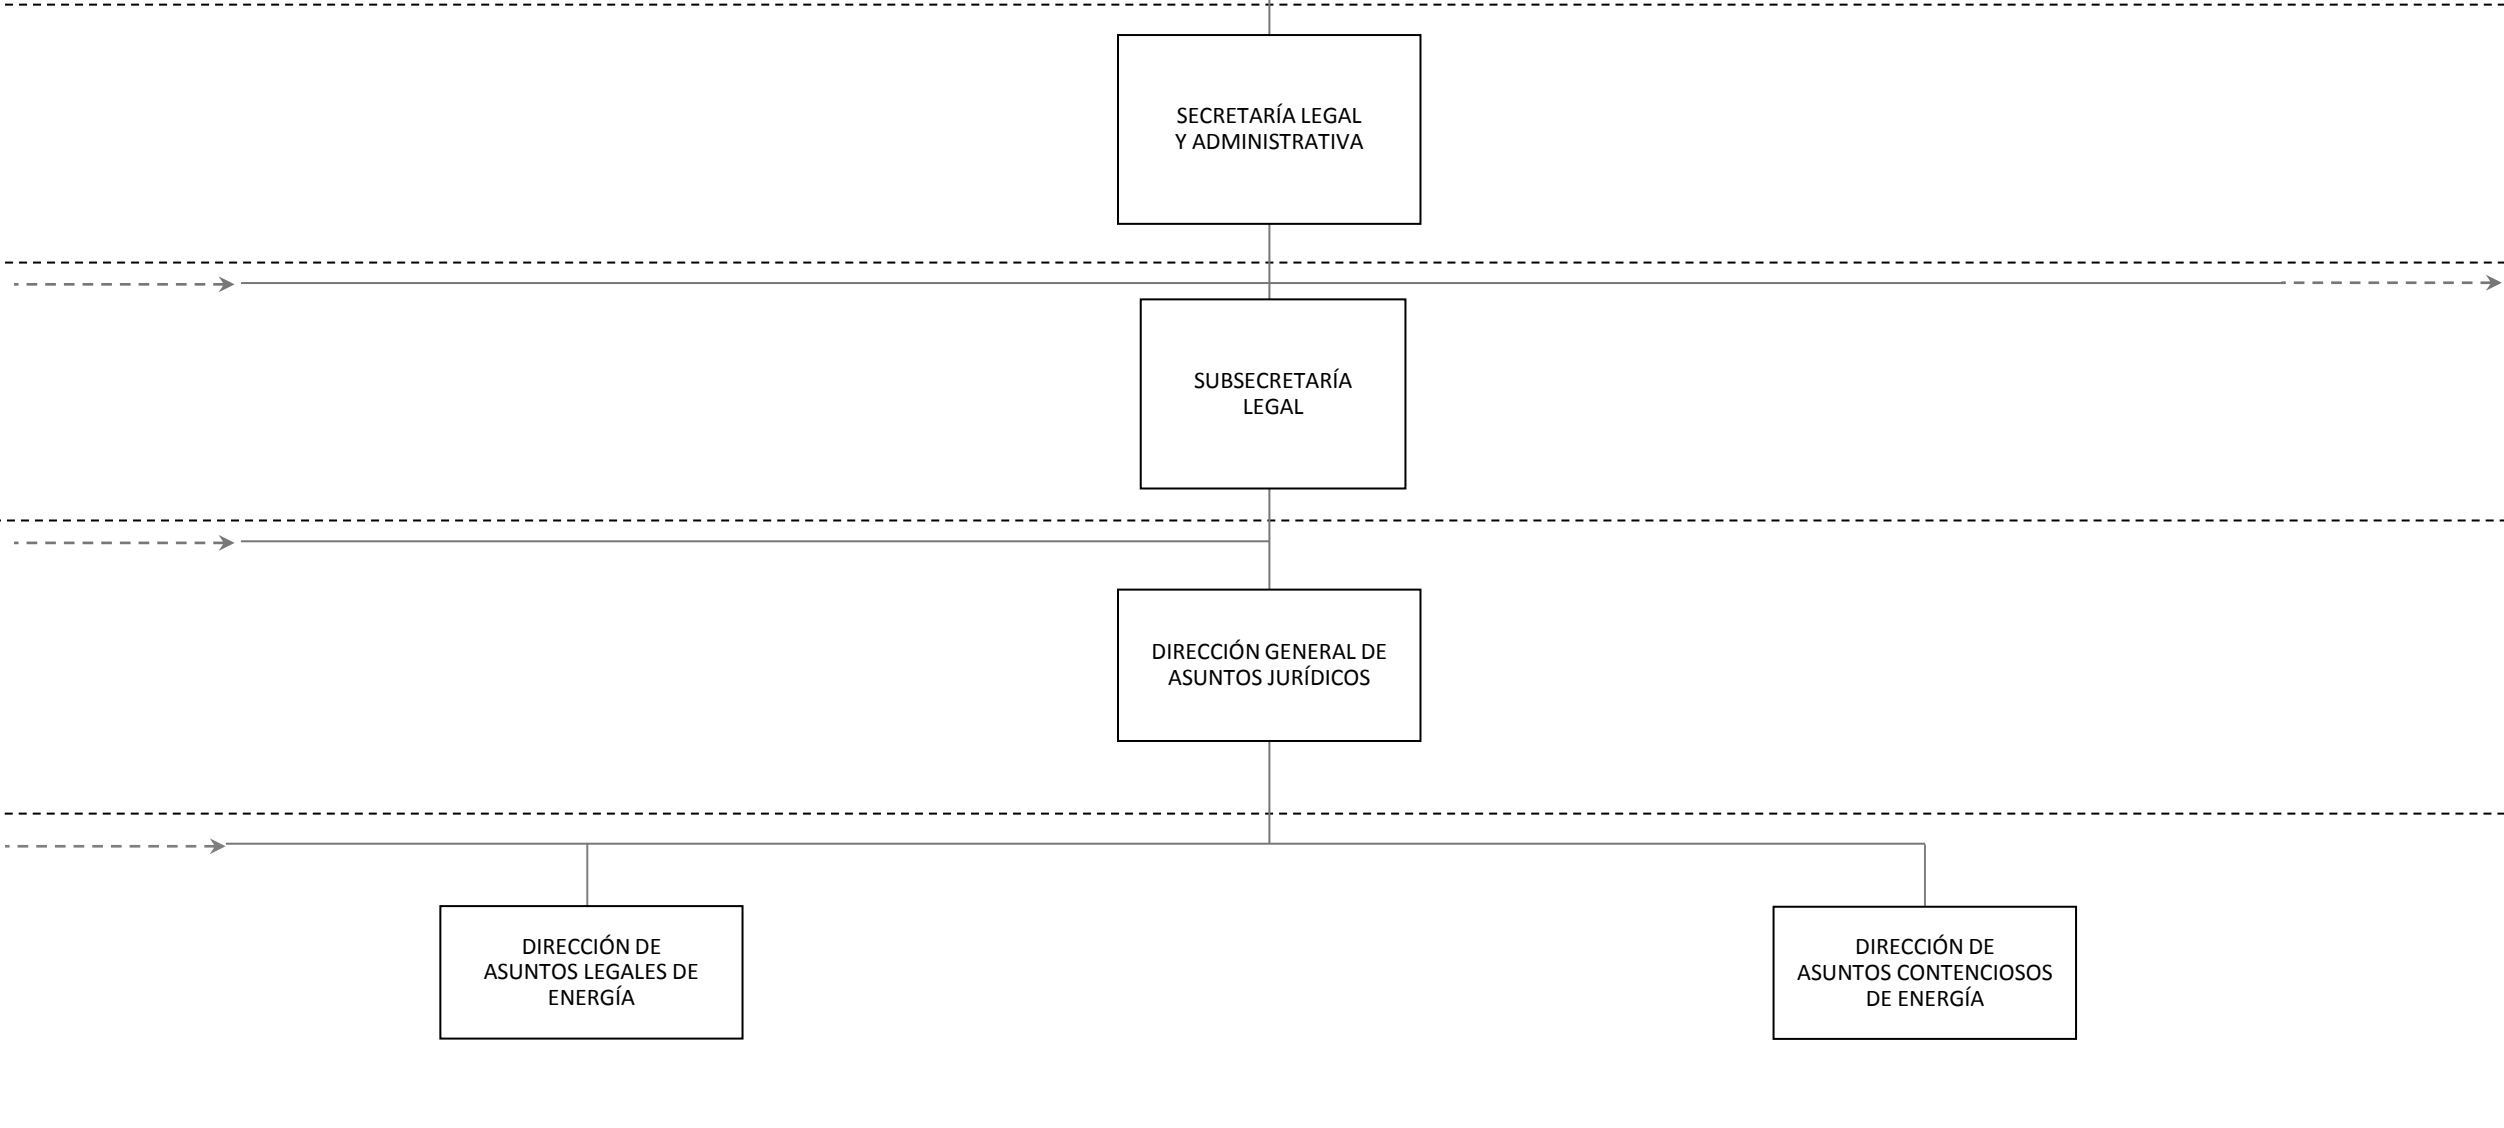 SECRETARÍA LEGAL
Y ADMINISTRATIVA
SUBSECRETARÍA
LEGAL
DIRECCIÓN GENERAL DE
ASUNTOS JURÍDICOS
DIRECCIÓN DE
ASUNTOS LEGALES DE
ENERGÍA
DIRECCIÓN DE
ASUNTOS CONTENCIOSOS
DE ENERGÍA